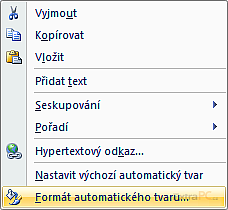 Vyjmout
Kopírovat
Vložit
Přidat text
Seskupování
Pořadí
Hypertextový odkaz...
Nastavit výchozí automatický tvar
Formát automatického tvaru...